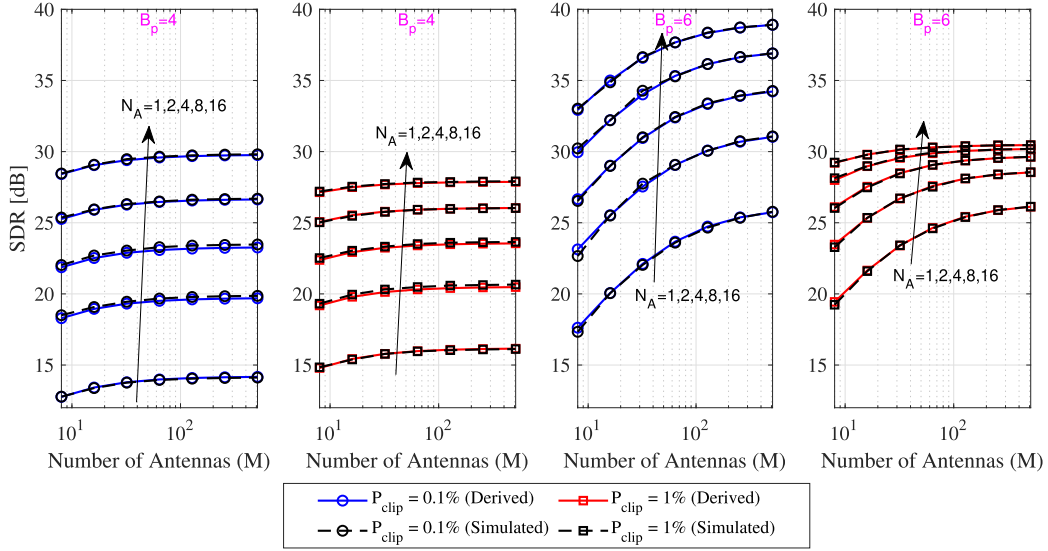 B_p=4
B_p=4
B_p=6
B_p=6
40
35
30
25
20
15
SDR [dB]
N_A=1,2,4,8,16
10^1
10^2
Number of Antennas (M)
40
35
30
25
20
15
N_A=1,2,4,8,16
10^1
10^2
Number of Antennas (M)
40
35
30
25
20
15
N_A=1,2,4,8,16
10^1
10^2
Number of Antennas (M)
40
35
30
25
20
15
N_A=1,2,4,8,16
10^1
10^2
Number of Antennas (M)
P_clip = 0.1% (Derived)
P_clip = 1% (Derived)
P_clip = 0.1% (Simulated)
P_clip = 1% (Simulated)